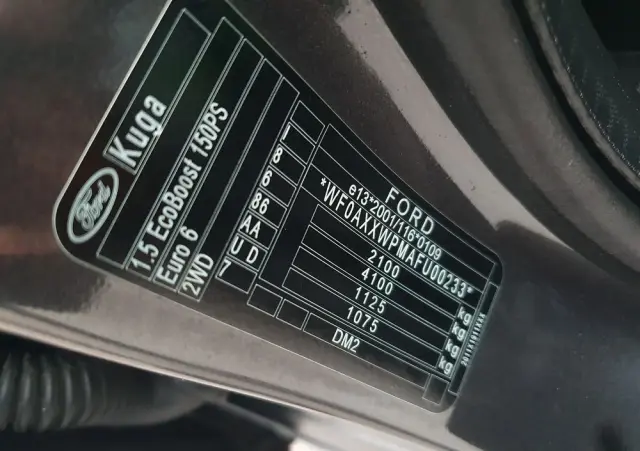 Ford Kuga
1.5 EcoBoost 150PS
Euro 6
2WD
1
8
6
86
AA
U D
7
FORD
e13*2001/116*0109
*WF0AXXWPMAFU00233*
2100 kg
4100 kg
1125 kg
1075 kg
DM2